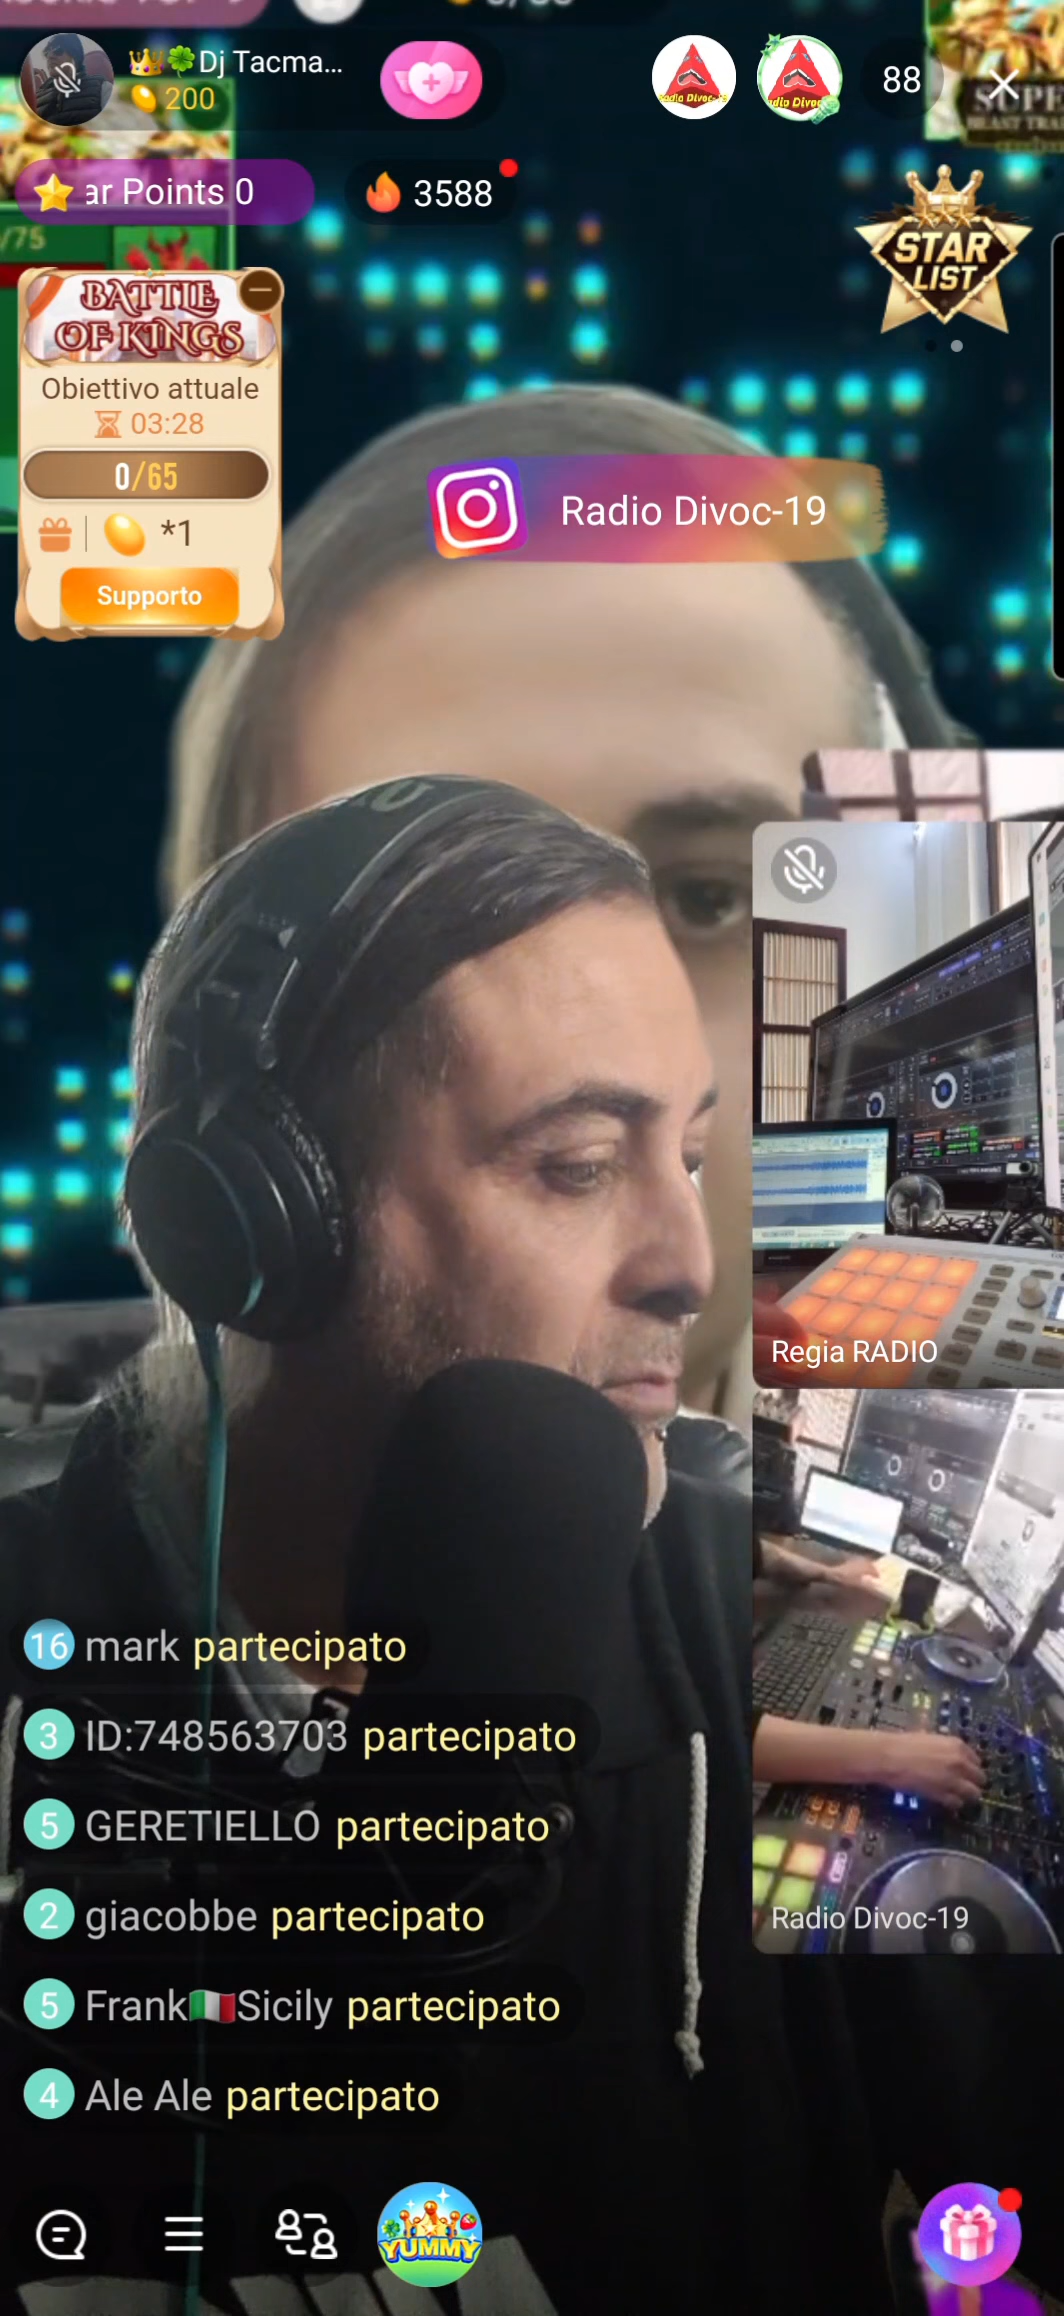 👑🍀Dj Tacma...
200
88
ar Points 0
3588
/75
STAR
LIST
BATTLE
OF KINGS
Obiettivo attuale
03:28
0/65
*1
Supporto
Radio Divoc-19
Regia RADIO
16 mark partecipato
3 ID:748563703 partecipato
5 GERETIELLO partecipato
2 giacobbe partecipato
Radio Divoc-19
5 Frank🇮🇹Sicily partecipato
4 Ale Ale partecipato
YUMMY